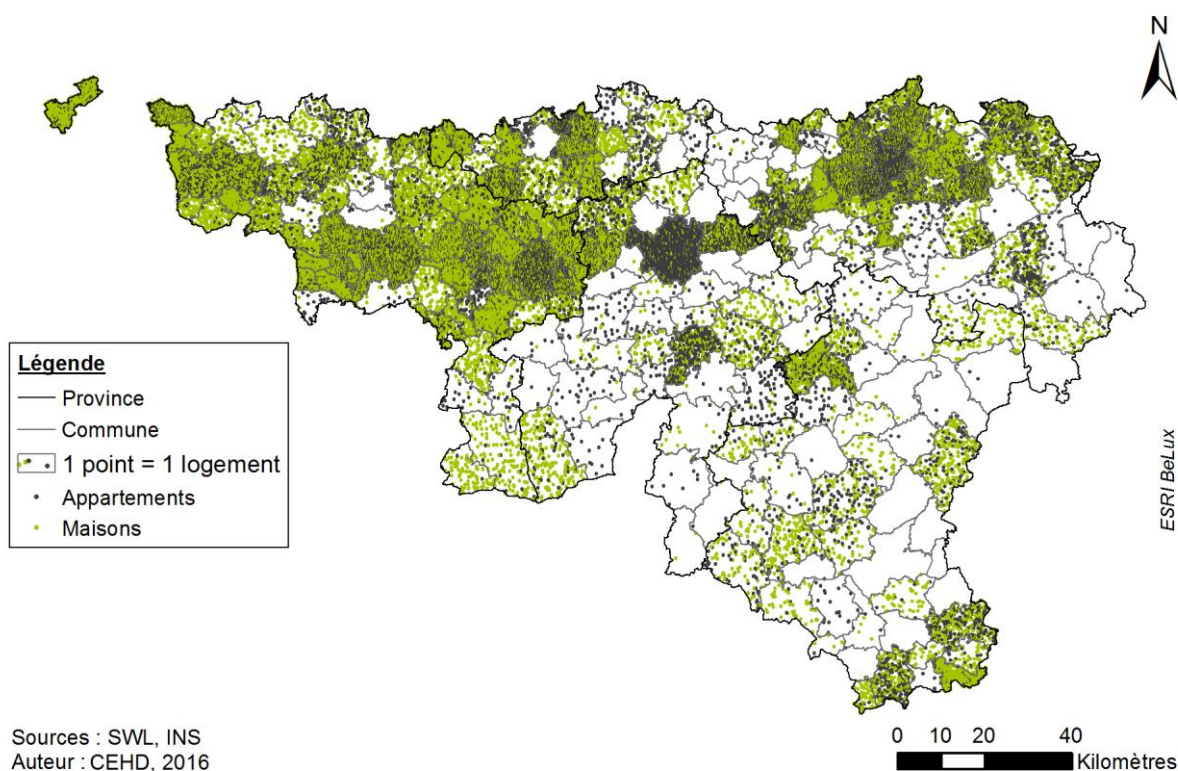 N
Légende
Province
Commune
1 point = 1 logement
Appartements
Maisons
ESRI BeLux
Sources : SWL, INS
Auteur : CEHD, 2016
0 10 20 40
Kilomètres